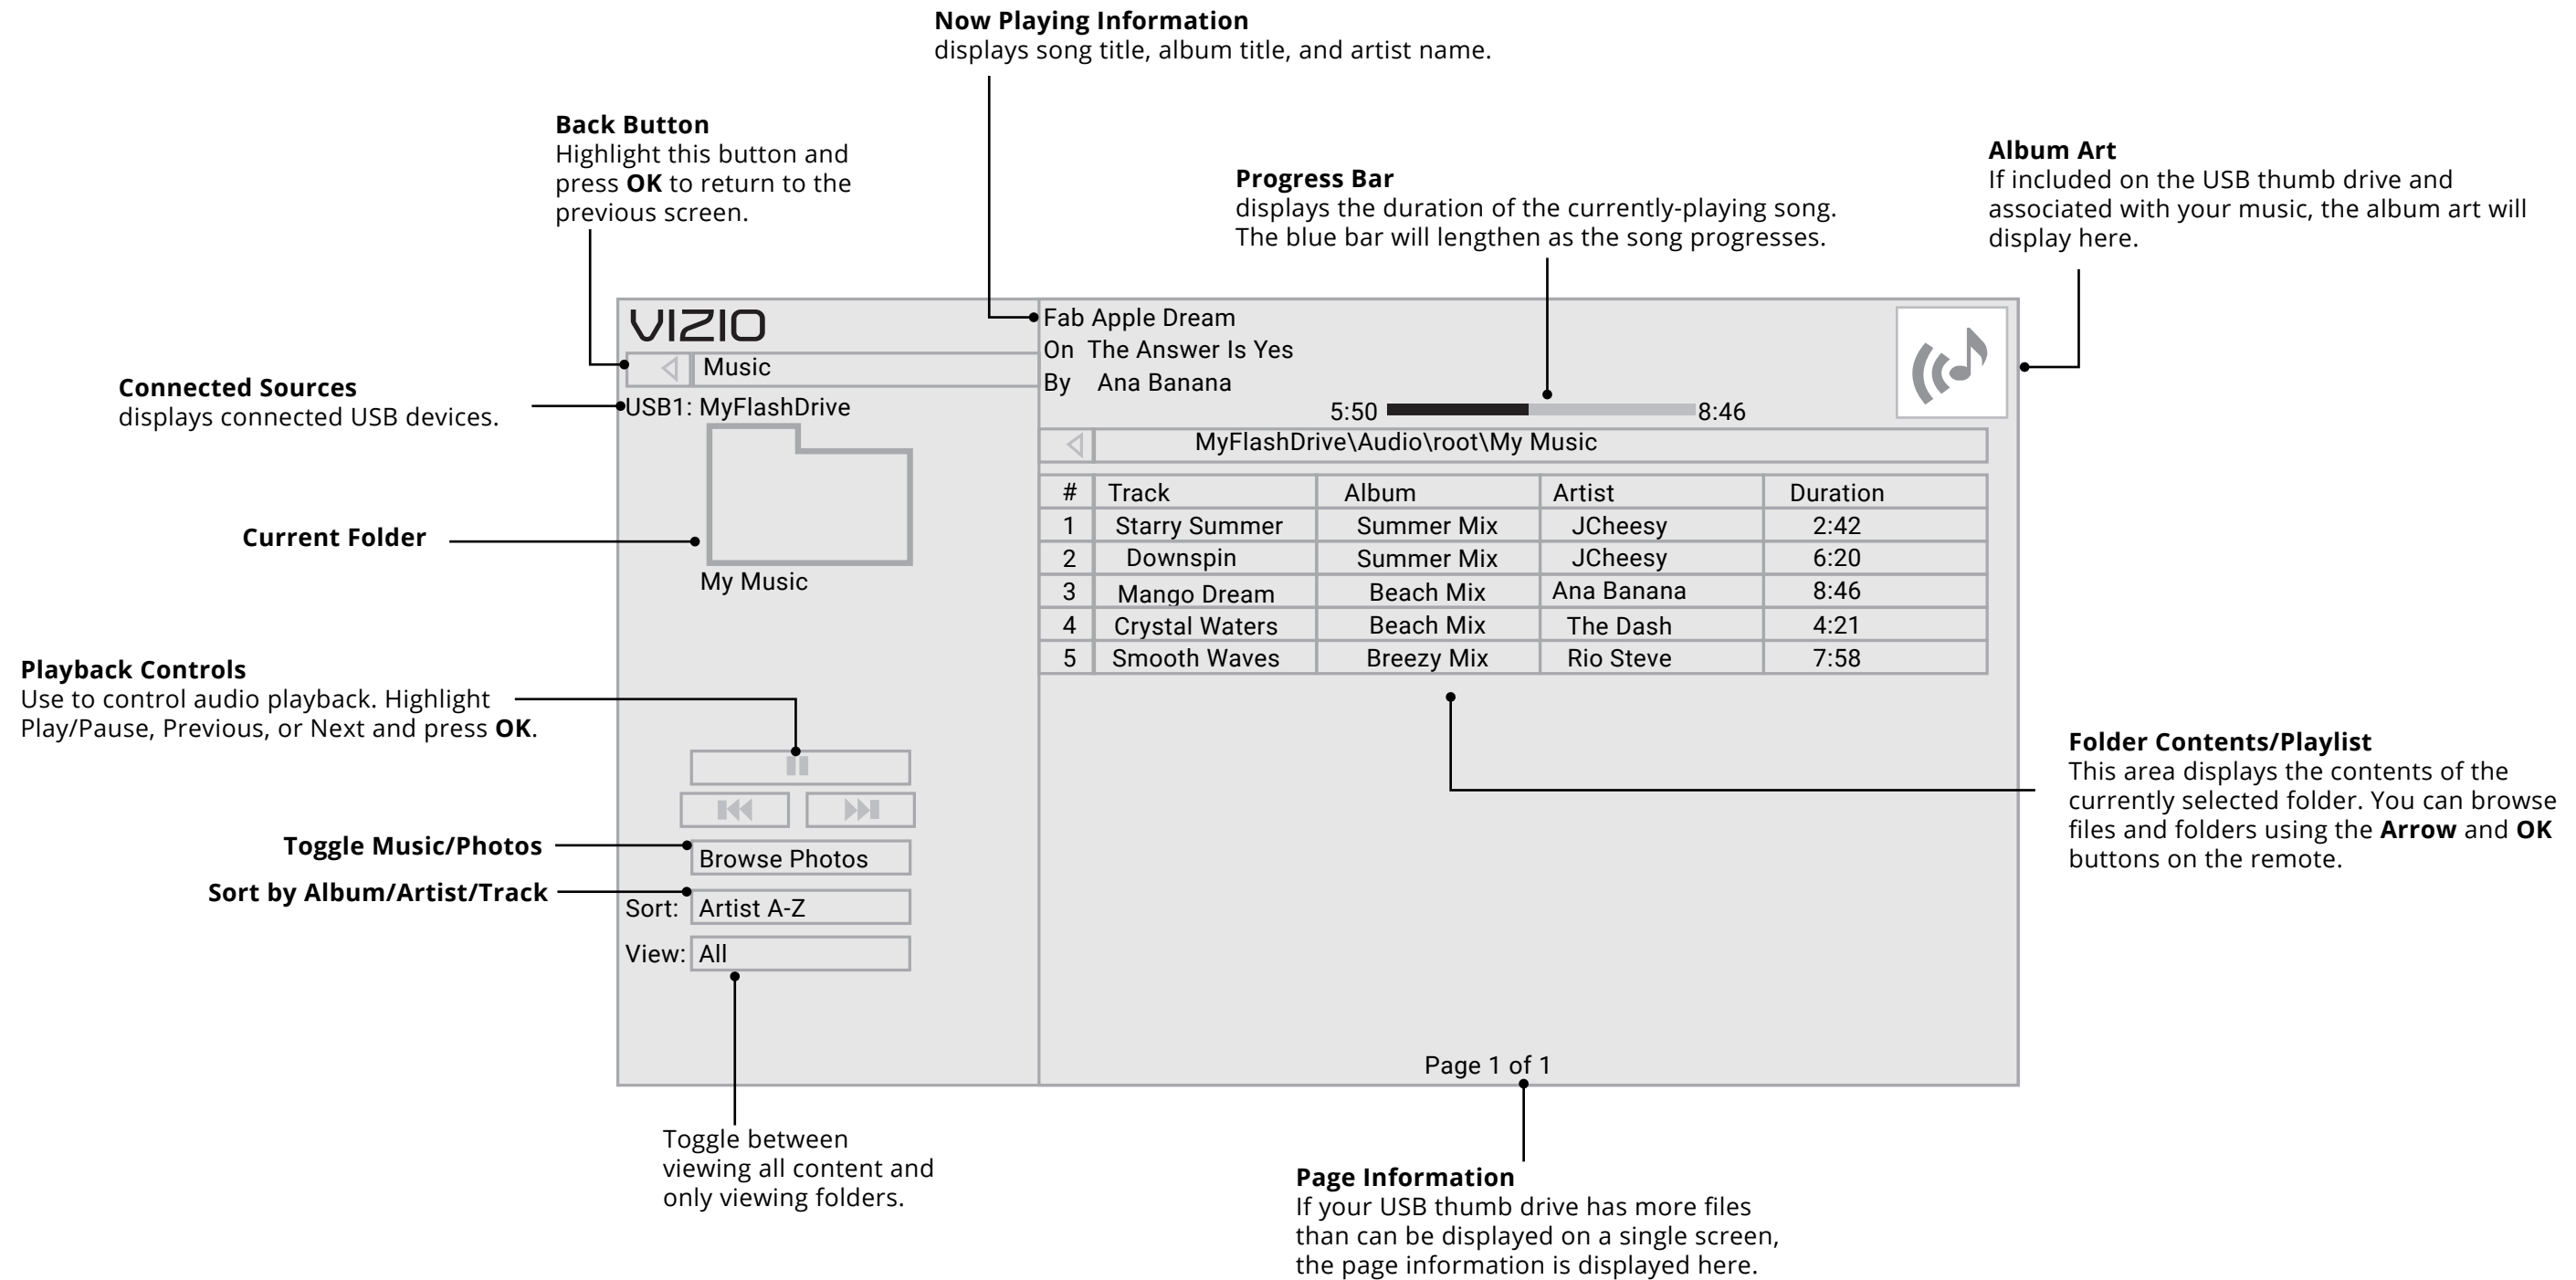 Now Playing Information
displays song title, album title, and artist name.
Back Button
Highlight this button and
press OK to return to the
previous screen.
Progress Bar
displays the duration of the currently-playing song.
The blue bar will lengthen as the song progresses.
Album Art
If included on the USB thumb drive and
associated with your music, the album art will
display here.
Connected Sources
displays connected USB devices.
Current Folder
Playback Controls
Use to control audio playback. Highlight
Play/Pause, Previous, or Next and press OK.
Toggle Music/Photos
Sort by Album/Artist/Track
VIZIO
Music
USB1: MyFlashDrive
My Music
Browse Photos
Sort: Artist A-Z
View: All
Fab Apple Dream
On The Answer Is Yes
By Ana Banana
5:50 8:46
MyFlashDrive\Audio\root\My Music
# Track Album Artist Duration
1 Starry Summer Summer Mix JCheesy 2:42
2 Downspin Summer Mix JCheesy 6:20
3 Mango Dream Beach Mix Ana Banana 8:46
4 Crystal Waters Beach Mix The Dash 4:21
5 Smooth Waves Breezy Mix Rio Steve 7:58
Page 1 of 1
Folder Contents/Playlist
This area displays the contents of the
currently selected folder. You can browse
files and folders using the Arrow and OK
buttons on the remote.
Toggle between
viewing all content and
only viewing folders.
Page Information
If your USB thumb drive has more files
than can be displayed on a single screen,
the page information is displayed here.